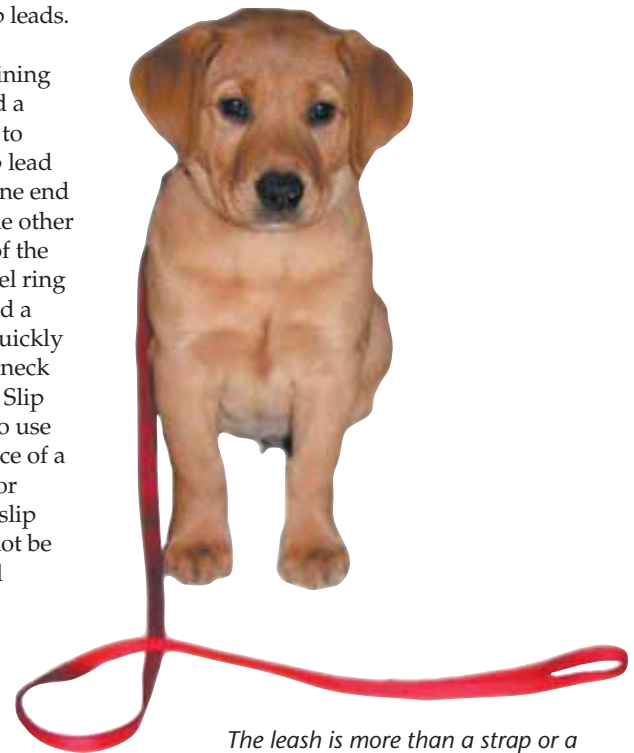 leads.
ining
d a
to
lead
ne end
e other
of the
el ring
d a
uickly
neck
Slip
o use
ce of a
or
slip
not be
The leash is more than a strap or a